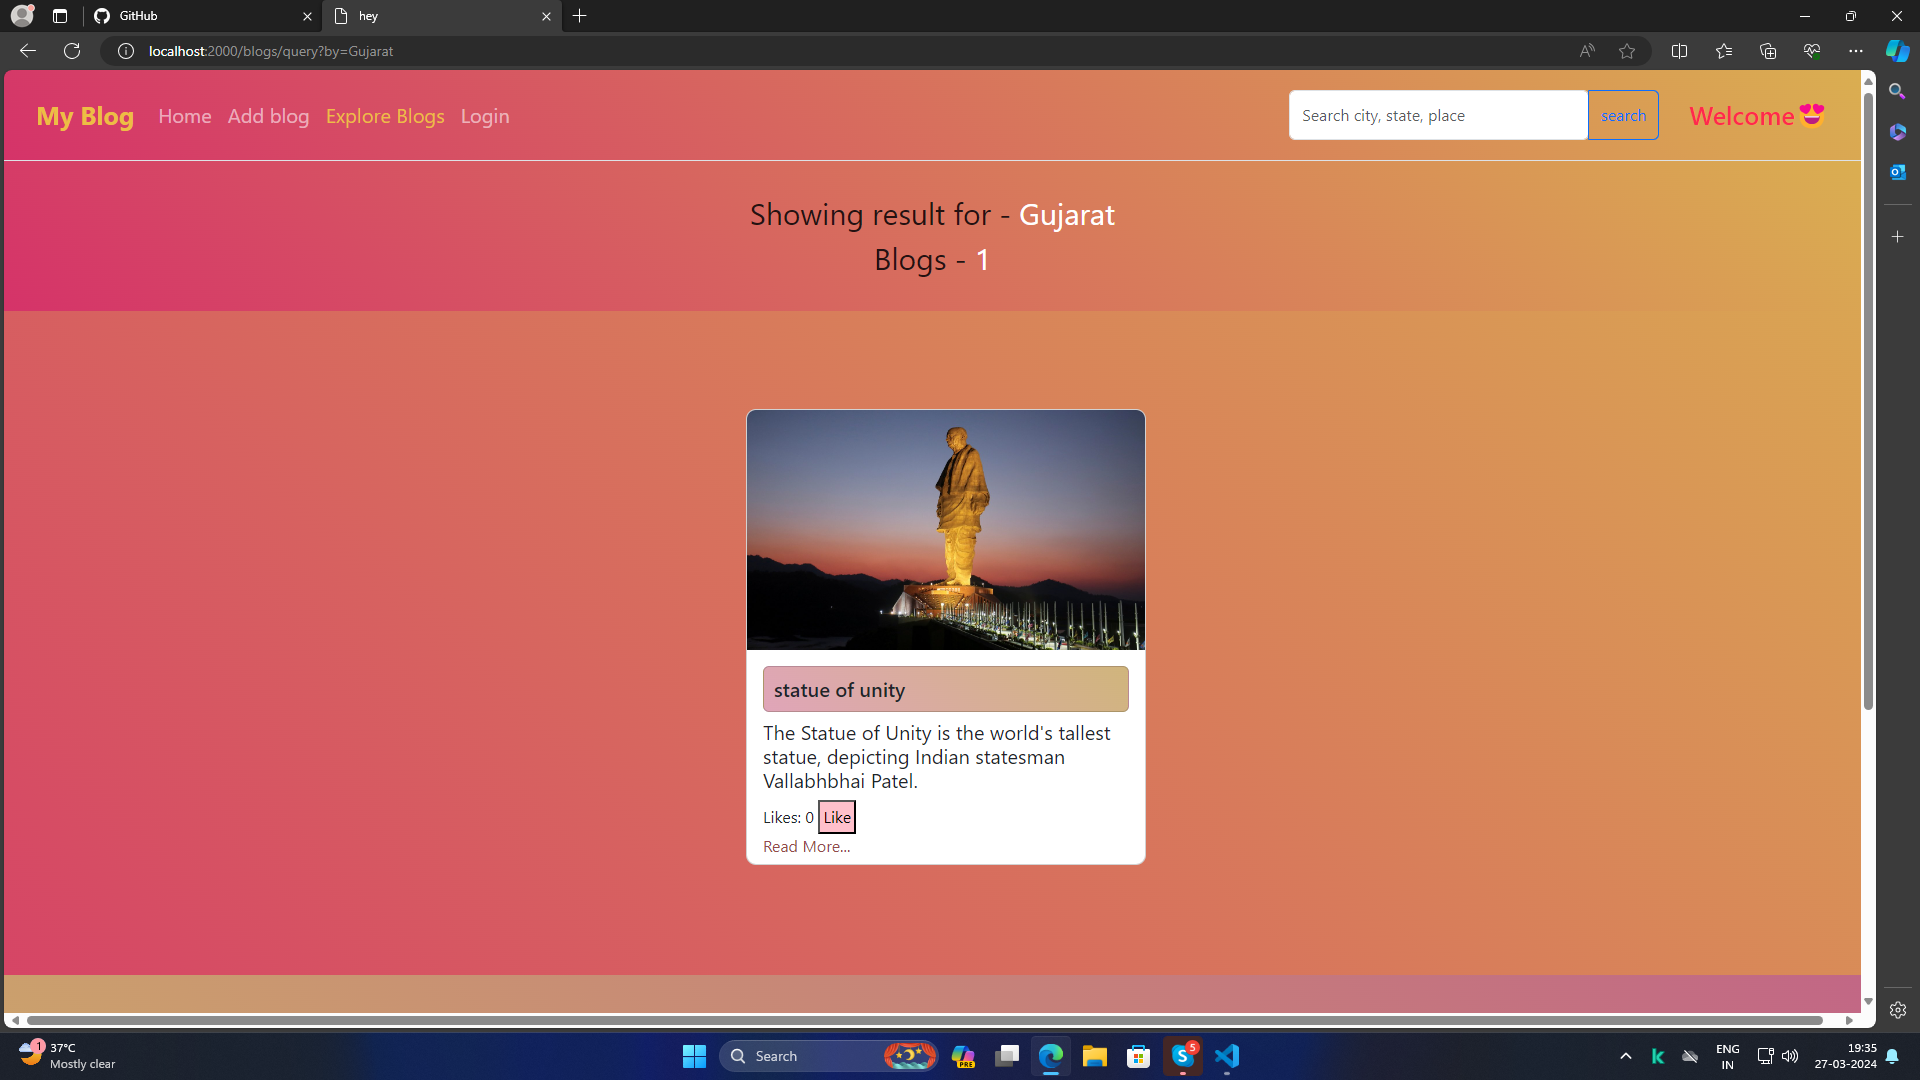 GitHub
hey
localhost:2000/blogs/query?by=Gujarat
My Blog
Home
Add blog
Explore Blogs
Login
Search city, state, place
search
Welcome😍
Showing result for - Gujarat
Blogs - 1
statue of unity
The Statue of Unity is the world's tallest
statue, depicting Indian statesman
Vallabhbhai Patel.
Likes: 0 Like
Read More...
1
37°C
Mostly clear
Search
PRE
5
ENG
IN
19:35
27-03-2024